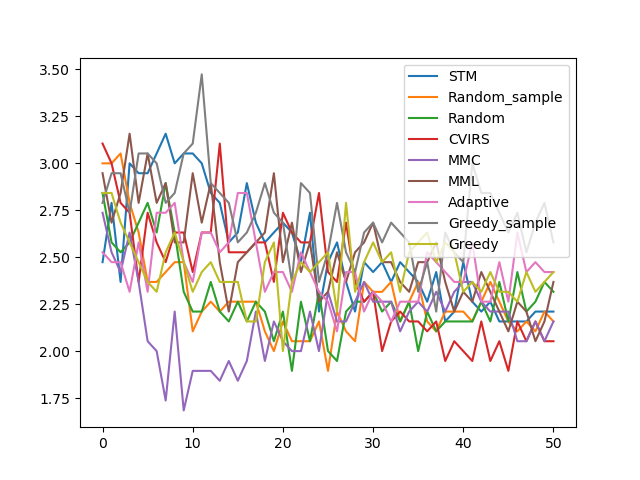 3.50
3.25
3.00
2.75
2.50
2.25
2.00
1.75
0
10
20
30
40
50
STM
Random_sample
Random
CVIRS
MMC
MML
Adaptive
Greedy_sample
Greedy